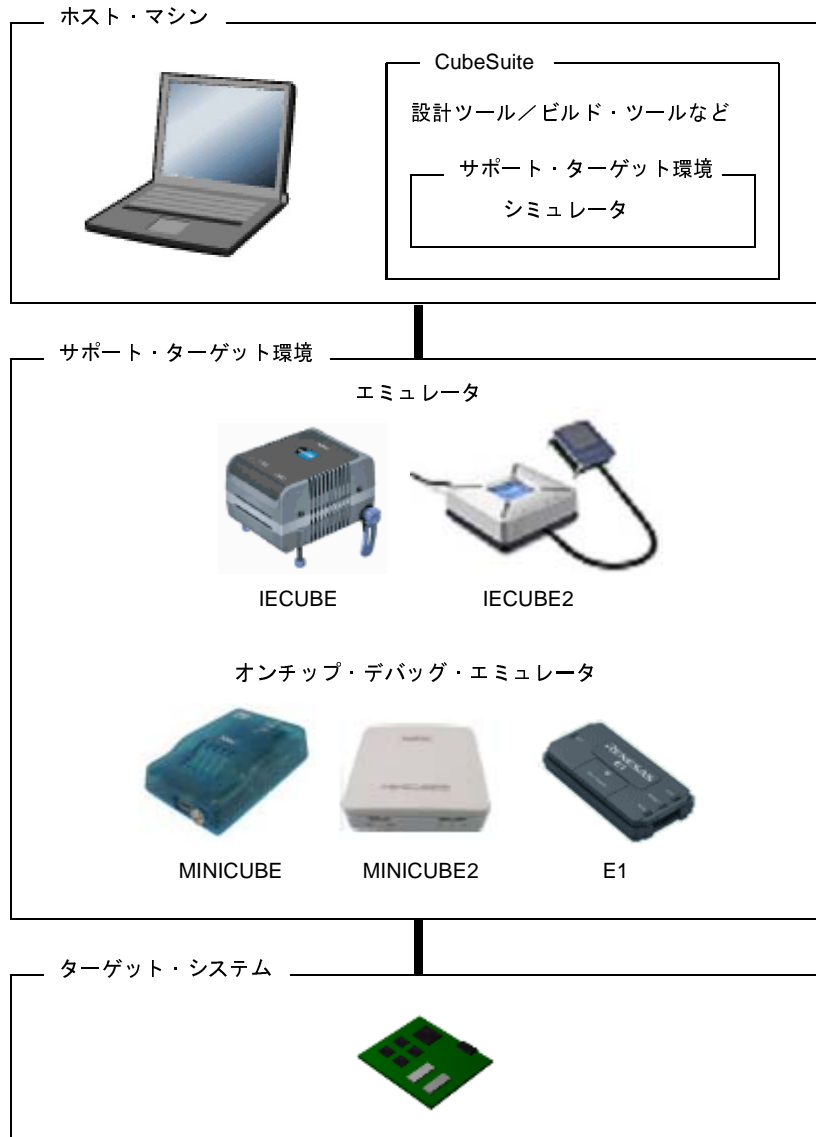 ホスト・マシン
CubeSuite
設計ツール／ビルド・ツールなど
サポート・ターゲット環境
シミュレータ
サポート・ターゲット環境
エミュレータ
IECUBE
IECUBE2
オンチップ・デバッグ・エミュレータ
RENESAS
E1
MINICUBE
MINICUBE2
E1
ターゲット・システム